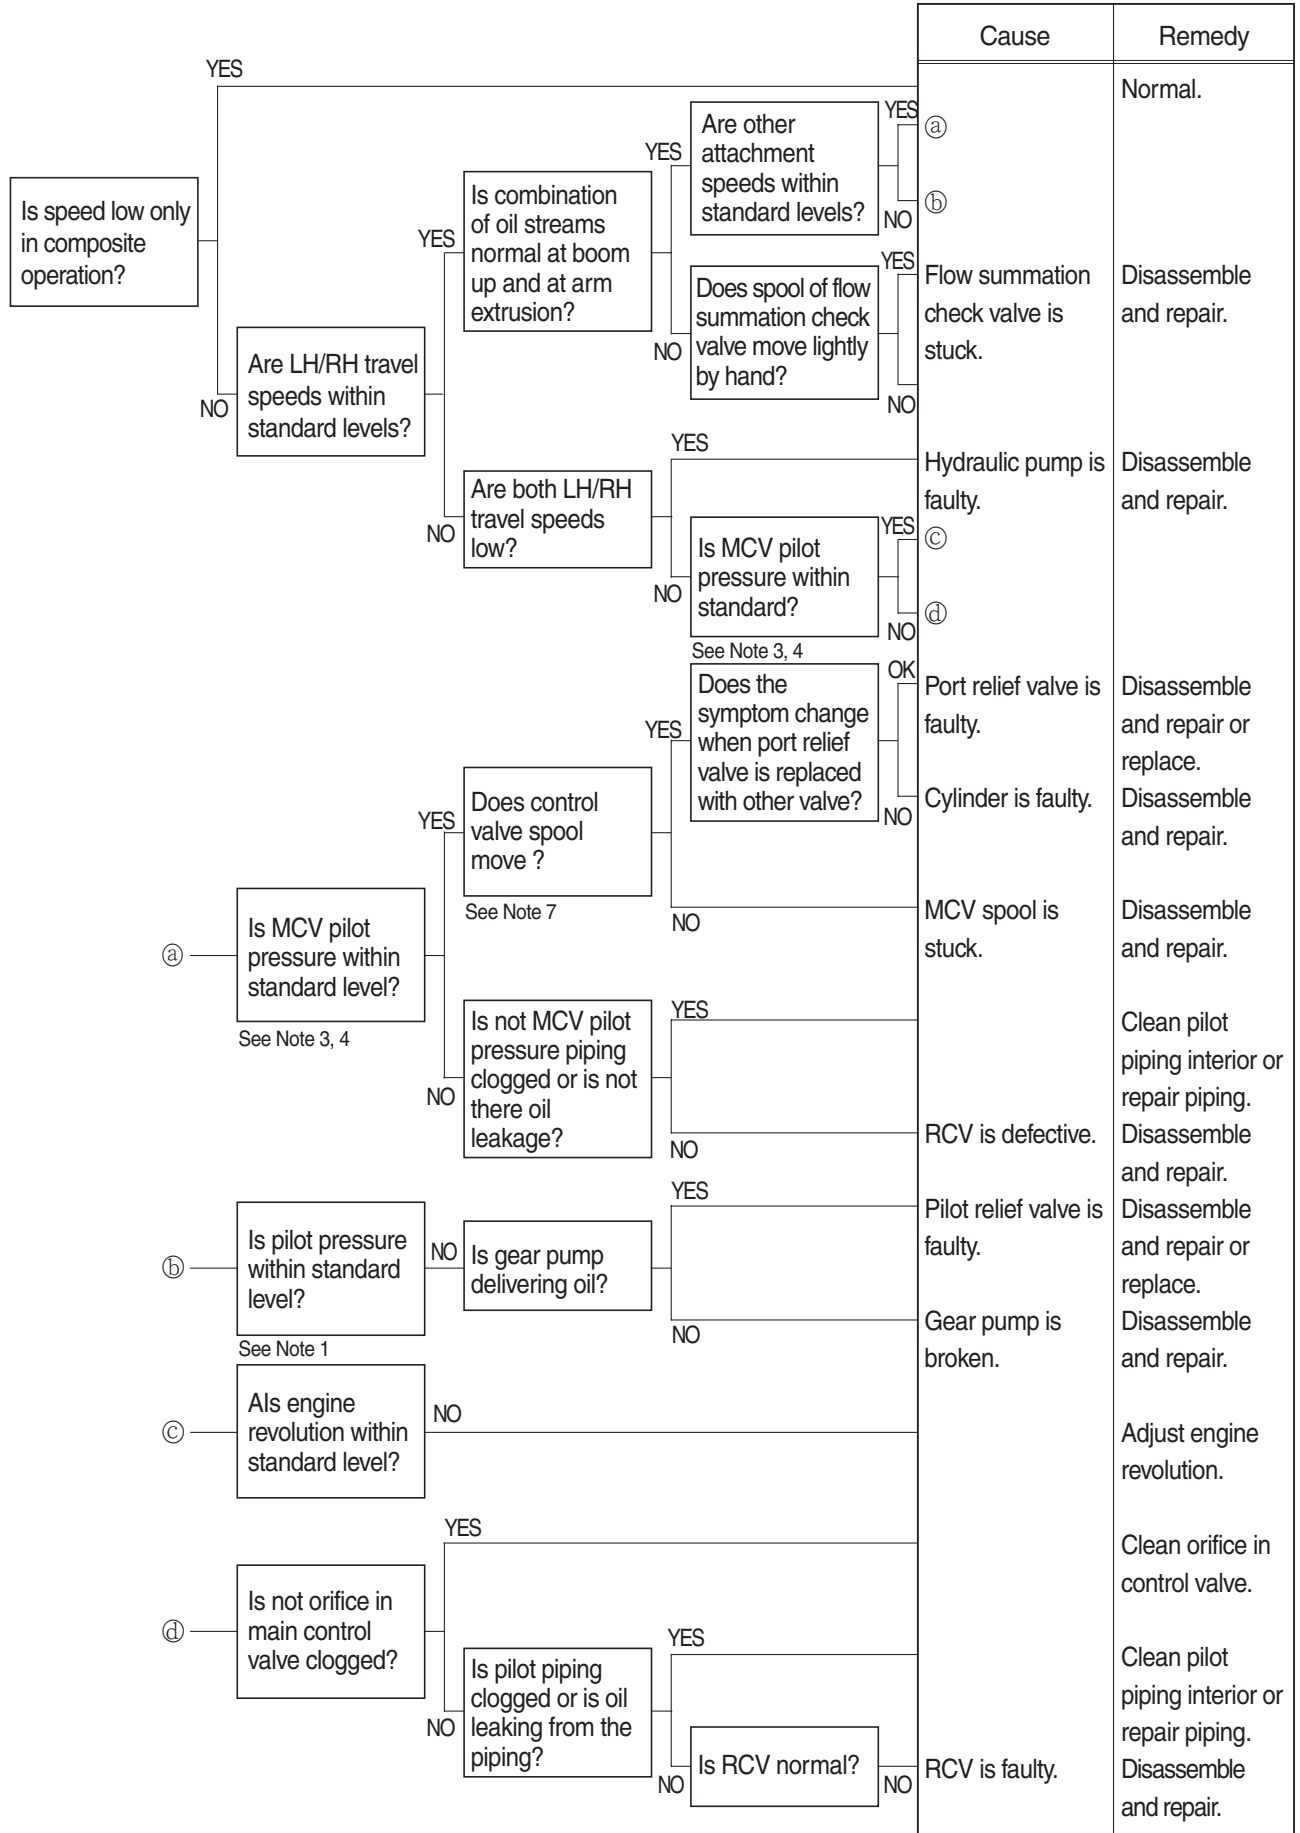 Cause
Remedy
YES
Normal.
Is speed low only
in composite
operation?
NO
Are LH/RH travel
speeds within
standard levels?
YES
Is combination
of oil streams
normal at boom
up and at arm
extrusion?
YES
Are other
attachment
speeds within
standard levels?
YES
ⓐ
NO
ⓑ
NO
Does spool of flow
summation check
valve move lightly
by hand?
YES
NO
Flow summation
check valve is
stuck.
Disassemble
and repair.
NO
Are both LH/RH
travel speeds
low?
YES
Hydraulic pump is
faulty.
Disassemble
and repair.
NO
Is MCV pilot
pressure within
standard?
See Note 3, 4
YES
ⓒ
NO
ⓓ
ⓐ
Is MCV pilot
pressure within
standard level?
See Note 3, 4
YES
Does control
valve spool
move ?
See Note 7
YES
Does the
symptom change
when port relief
valve is replaced
with other valve?
OK
Port relief valve is
faulty.
Disassemble
and repair or
replace.
NO
Cylinder is faulty.
Disassemble
and repair.
NO
MCV spool is
stuck.
Disassemble
and repair.
NO
Is not MCV pilot
pressure piping
clogged or is not
there oil
leakage?
YES
Clean pilot
piping interior or
repair piping.
NO
RCV is defective.
Disassemble
and repair.
ⓑ
Is pilot pressure
within standard
level?
See Note 1
NO
Is gear pump
delivering oil?
YES
Pilot relief valve is
faulty.
Disassemble
and repair or
replace.
NO
Gear pump is
broken.
Disassemble
and repair.
ⓒ
AIs engine
revolution within
standard level?
NO
Adjust engine
revolution.
ⓓ
Is not orifice in
main control
valve clogged?
YES
Clean orifice in
control valve.
NO
Is pilot piping
clogged or is oil
leaking from the
piping?
YES
Clean pilot
piping interior or
repair piping.
NO
Is RCV normal?
NO
RCV is faulty.
Disassemble
and repair.